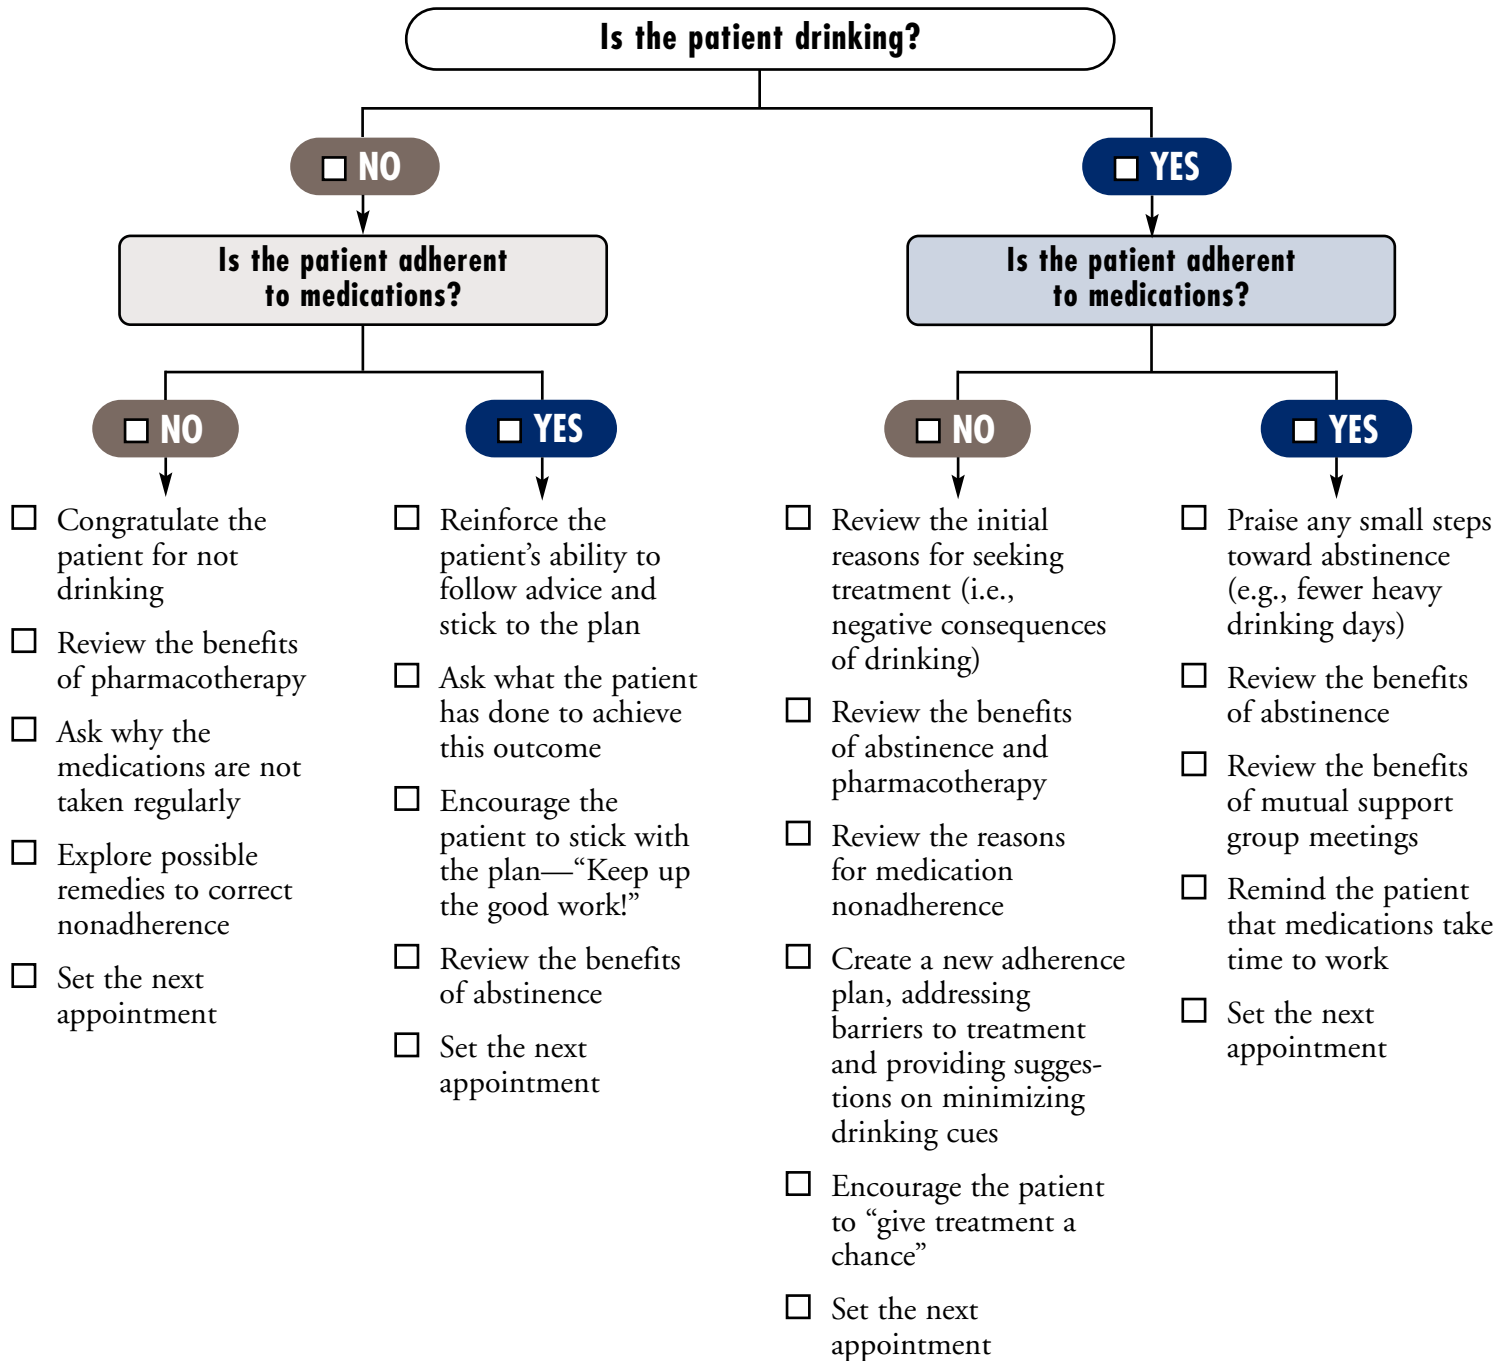 Is the patient drinking?
☐ NO
☐ YES
Is the patient adherent
to medications?
Is the patient adherent
to medications?
☐ NO
☐ YES
☐ NO
☐ YES
☐ Congratulate the
patient for not
drinking
☐ Review the benefits
of pharmacotherapy
☐ Ask why the
medications are not
taken regularly
☐ Explore possible
remedies to correct
nonadherence
☐ Set the next
appointment
☐ Reinforce the
patient’s ability to
follow advice and
stick to the plan
☐ Ask what the patient
has done to achieve
this outcome
☐ Encourage the
patient to stick with
the plan—“Keep up
the good work!”
☐ Review the benefits
of abstinence
☐ Set the next
appointment
☐ Review the initial
reasons for seeking
treatment (i.e.,
negative consequences
of drinking)
☐ Review the benefits
of abstinence and
pharmacotherapy
☐ Review the reasons
for medication
nonadherence
☐ Create a new adherence
plan, addressing
barriers to treatment
and providing sugges-
tions on minimizing
drinking cues
☐ Encourage the patient
to “give treatment a
chance”
☐ Set the next
appointment
☐ Praise any small steps
toward abstinence
(e.g., fewer heavy
drinking days)
☐ Review the benefits
of abstinence
☐ Review the benefits
of mutual support
group meetings
☐ Remind the patient
that medications take
time to work
☐ Set the next
appointment